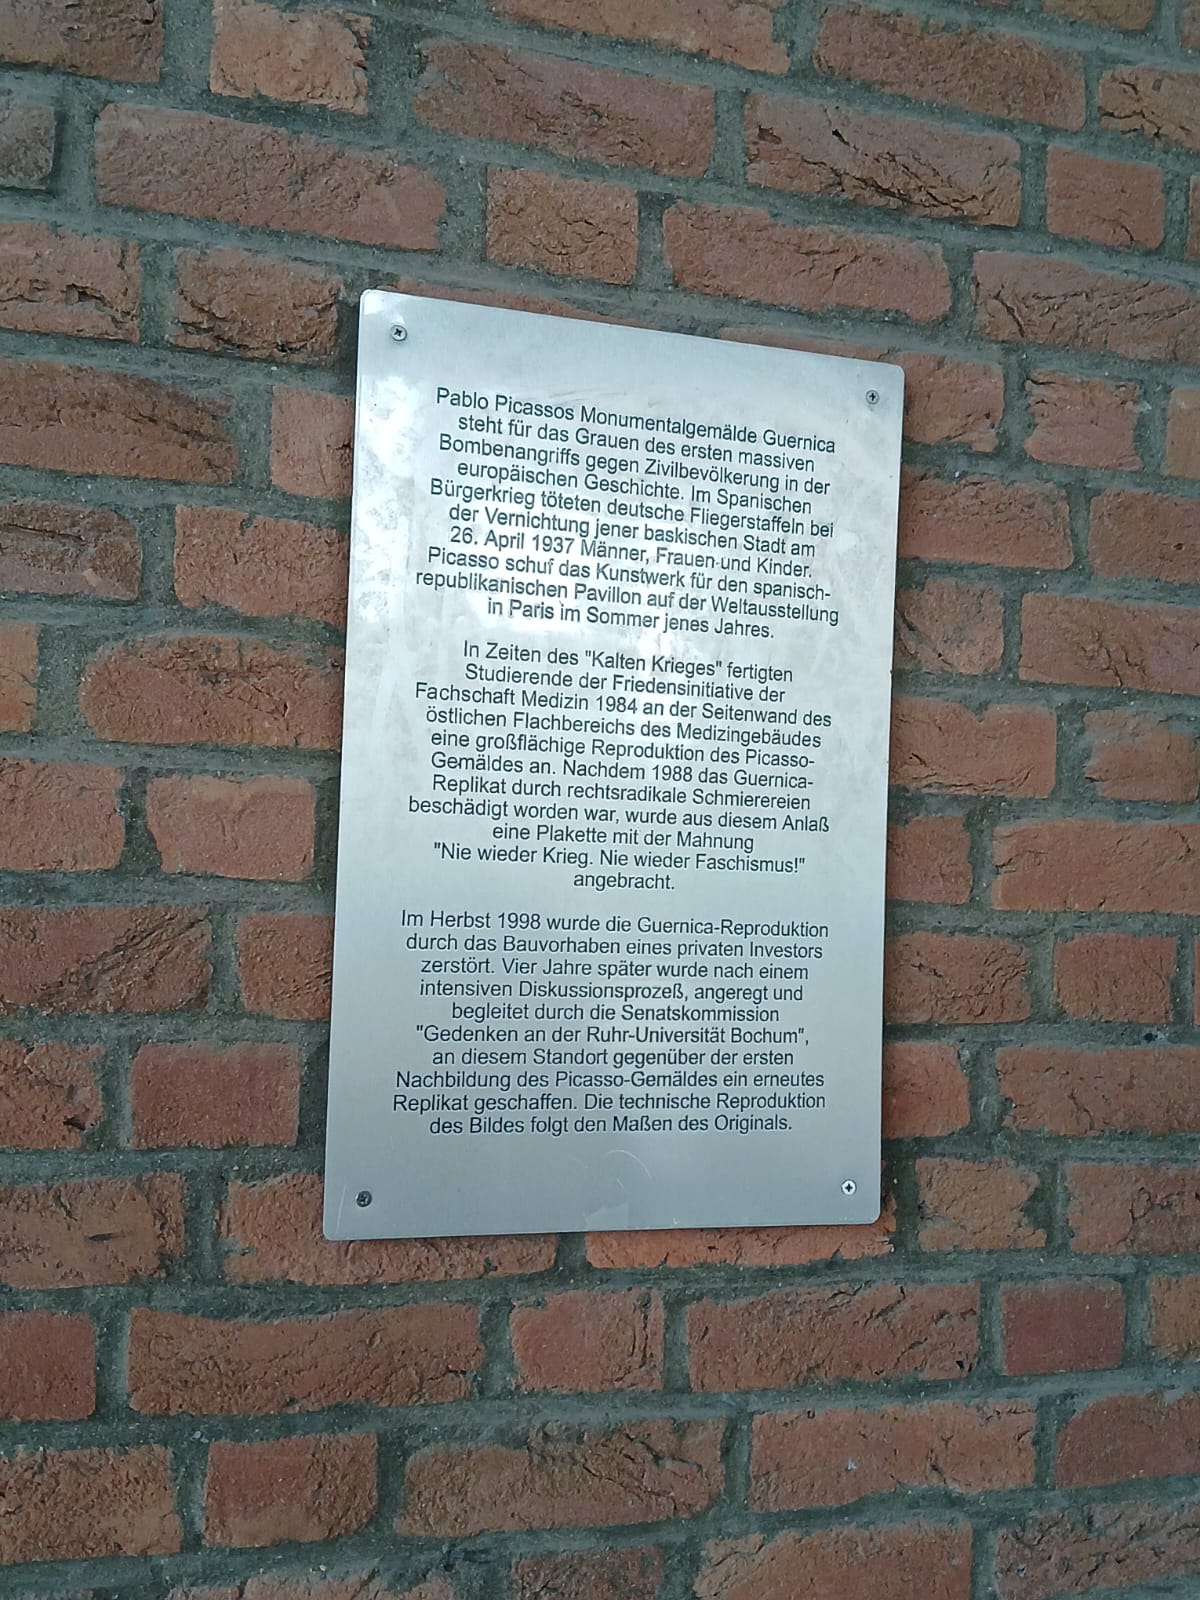 Pablo Picassos Monumentalgemälde Guernica
steht für das Grauen des ersten massiven
Bombenangriffs gegen Zivilbevölkerung in der
europäischen Geschichte. Im Spanischen
Bürgerkrieg töteten deutsche Fliegerstaffeln bei
der Vernichtung jener baskischen Stadt am
26. April 1937 Männer, Frauen und Kinder.
Picasso schuf das Kunstwerk für den spanisch-
republikanischen Pavillon auf der Weltausstellung
in Paris im Sommer jenes Jahres.
In Zeiten des "Kalten Krieges" fertigten
Studierende der Friedensinitiative der
Fachschaft Medizin 1984 an der Seitenwand des
östlichen Flachbereichs des Medizingebäudes
eine großflächige Reproduktion des Picasso-
Gemäldes an. Nachdem 1988 das Guernica-
Replikat durch rechtsradikale Schmierereien
beschädigt worden war, wurde aus diesem Anlaß
eine Plakette mit der Mahnung
"Nie wieder Krieg. Nie wieder Faschismus!"
angebracht.
Im Herbst 1998 wurde die Guernica-Reproduktion
durch das Bauvorhaben eines privaten Investors
zerstört. Vier Jahre später wurde nach einem
intensiven Diskussionsprozeß, angeregt und
begleitet durch die Senatskommission
"Gedenken an der Ruhr-Universität Bochum",
an diesem Standort gegenüber der ersten
Nachbildung des Picasso-Gemäldes ein erneutes
Replikat geschaffen. Die technische Reproduktion
des Bildes folgt den Maßen des Originals.